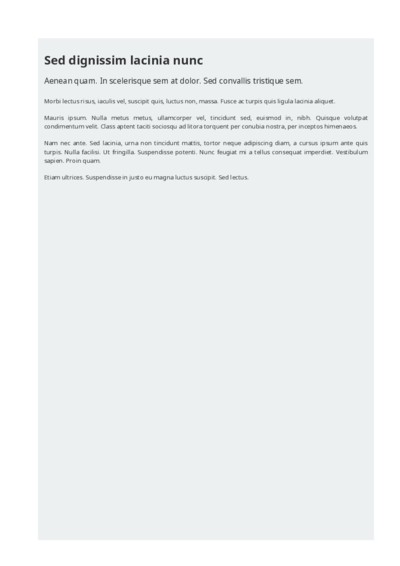 Sed dignissim lacinia nunc
Aenean quam. In scelerisque sem at dolor. Sed convallis tristique sem.
Morbi lectus risus, iaculis vel, suscipit quis, luctus non, massa. Fusce ac turpis quis ligula lacinia aliquet.
Mauris ipsum. Nulla metus metus, ullamcorper vel, tincidunt sed, euismod in, nibh. Quisque volutpat
condimentum velit. Class aptent taciti sociosqu ad litora torquent per conubia nostra, per inceptos himenaeos.
Nam nec ante. Sed lacinia, urna non tincidunt mattis, tortor neque adipiscing diam, a cursus ipsum ante quis
turpis. Nulla facilisi. Ut fringilla. Suspendisse potenti. Nunc feugiat mi a tellus consequat imperdiet. Vestibulum
sapien. Proin quam.
Etiam ultrices. Suspendisse in justo eu magna luctus suscipit. Sed lectus.